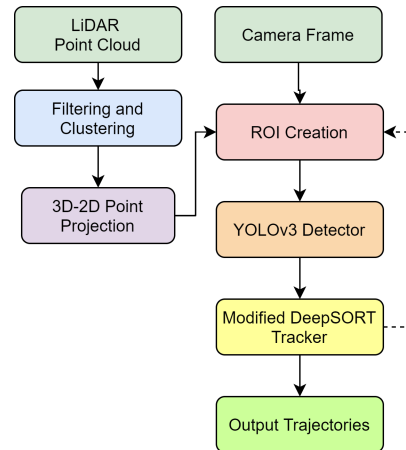 LiDAR
Point Cloud
Camera Frame
Filtering and
Clustering
ROI Creation
3D-2D Point
Projection
YOLOv3 Detector
Modified DeepSORT
Tracker
Output Trajectories